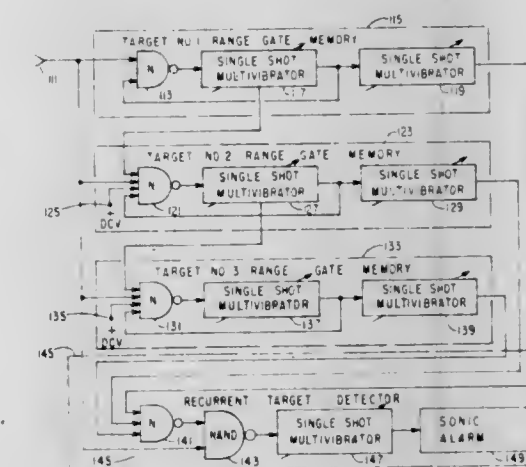 115
TARGET NO. 1 RANGE GATE MEMORY
111
N
SINGLE SHOT
MULTIVIBRATOR
SINGLE SHOT
MULTIVIBRATOR
113
117
119
123
TARGET NO. 2 RANGE GATE MEMORY
N
SINGLE SHOT
MULTIVIBRATOR
SINGLE SHOT
MULTIVIBRATOR
125
+
DCV
121
127
129
133
TARGET NO. 3 RANGE GATE MEMORY
N
SINGLE SHOT
MULTIVIBRATOR
SINGLE SHOT
MULTIVIBRATOR
135
+
DCV
131
137
139
145
RECURRENT TARGET DETECTOR
N
NAND
SINGLE SHOT
MULTIVIBRATOR
SONIC
ALARM
141
145
143
147
149